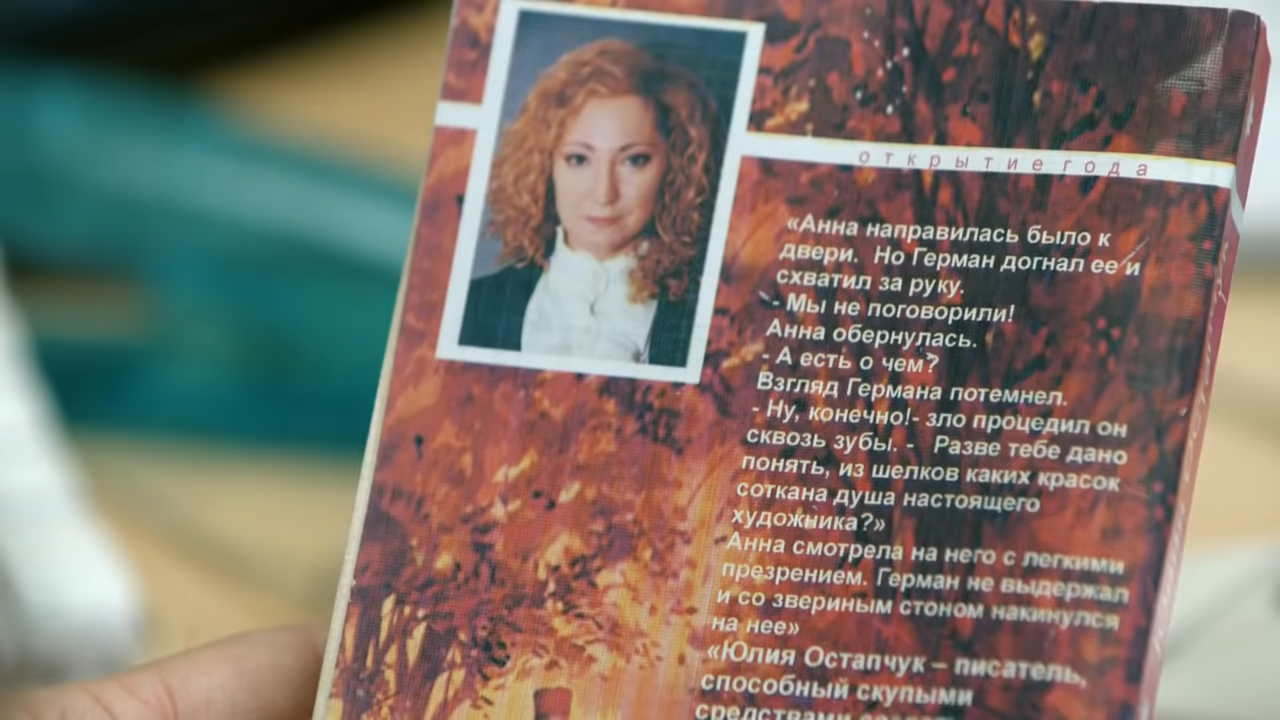 открытие года
«Анна направилась было к
двери. Но Герман догнал ее и
схватил за руку.
- Мы не поговорили!
Анна обернулась.
- А есть о чем?
Взгляд Германа потемнел.
- Ну, конечно!- зло процедил он
сквозь зубы. - Разве тебе дано
понять, из шелков каких красок
соткана душа настоящего
художника?»
Анна смотрела на него с легкими
презрением. Герман не выдержал
и со звериным стоном накинулся
на нее»
«Юлия Остапчук – писатель,
способный скупыми
средствами